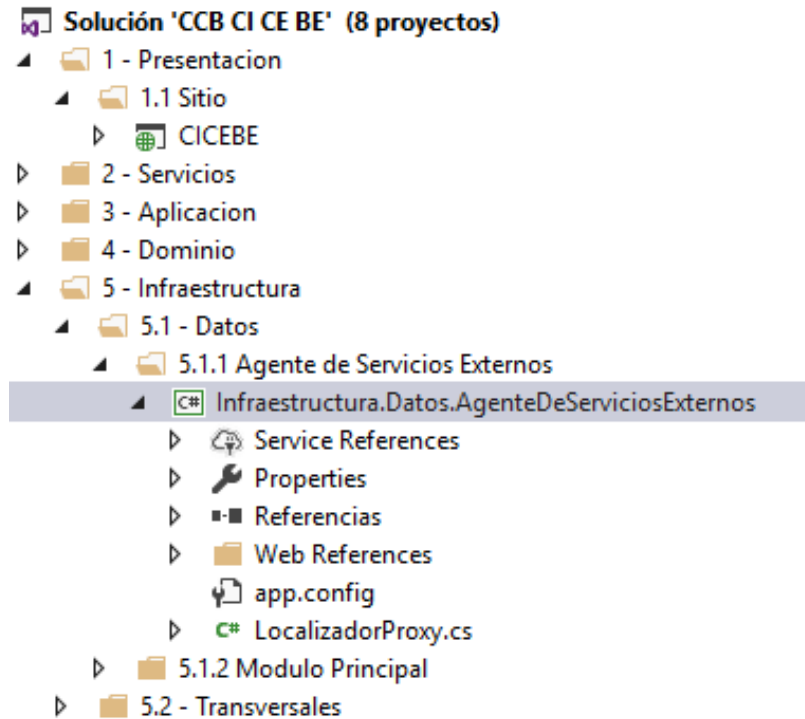 Solución 'CCB CI CE BE' (8 proyectos)
1 - Presentacion
1.1 Sitio
CICEBE
2 - Servicios
3 - Aplicacion
4 - Dominio
5 - Infraestructura
5.1 - Datos
5.1.1 Agente de Servicios Externos
C# Infraestructura.Datos.AgenteDeServiciosExternos
Service References
Properties
Referencias
Web References
app.config
C# LocalizadorProxy.cs
5.1.2 Modulo Principal
5.2 - Transversales